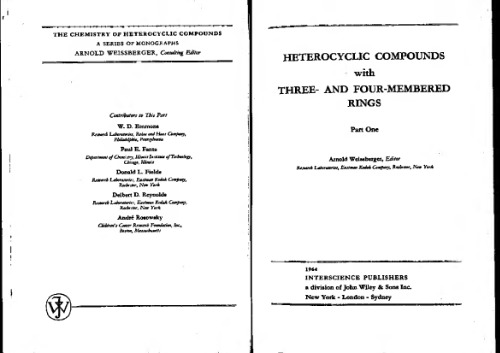 THE CHEMISTRY OF HETEROCYCLIC COMPOUNDS
A SERIES OF MONOGRAPHS
ARNOLD WEISSBERGER, Consulting Editor
Contributors to This Part
W. D. Emmons
Research Laboratories, Rohm and Haas Company,
Philadelphia, Pennsylvania
Paul E. Fanta
Department of Chemistry, Illinois Institute of Technology,
Chicago, Illinois
Donald L. Fields
Research Laboratories, Eastman Kodak Company,
Rochester, New York
Delbert D. Reynolds
Research Laboratories, Eastman Kodak Company,
Rochester, New York
André Rosowsky
Children's Cancer Research Foundation, Inc.,
Boston, Massachusetts
HETEROCYCLIC COMPOUNDS
with
THREE- AND FOUR-MEMBERED
RINGS
Part One
Arnold Weissberger, Editor
Research Laboratories, Eastman Kodak Company, Rochester, New York
1964
INTERSCIENCE PUBLISHERS
a division of John Wiley & Sons Inc.
New York - London - Sydney